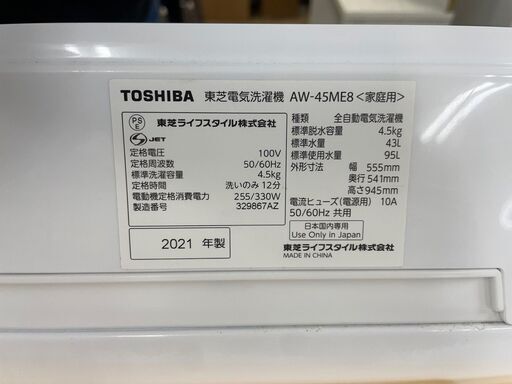 TOSHIBA 東芝電気洗濯機 AW-45ME8<家庭用>
PS E
東芝ライフスタイル株式会社
S JET
定格電圧 100V
定格周波数 50/60Hz
標準洗濯容量 4.5kg
定格時間 洗いのみ 12分
電動機定格消費電力 255/330W
製造番号 329867AZ
2021 年製
種類 全自動電気洗濯機
標準脱水容量 4.5kg
標準水量 43L
標準使用水量 95L
外形寸法 幅 555mm
奥行 541mm
高さ 945mm
電流ヒューズ(電源用) 10A
50/60Hz 共用
日本国内専用
Use Only in Japan
東芝ライフスタイル株式会社
MADE IN CHINA